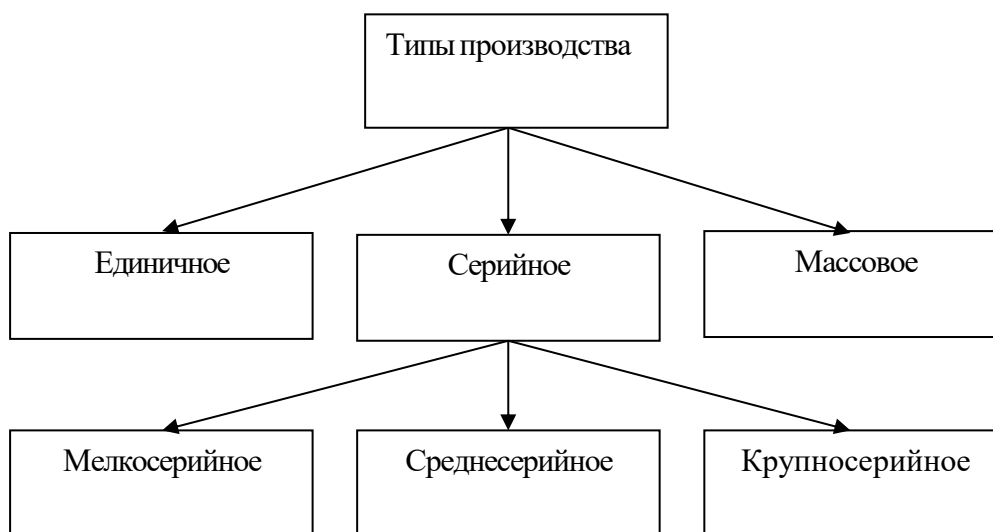 Типы производства
Единичное
Серийное
Массовое
Мелкосерийное
Среднесерийное
Крупносерийное